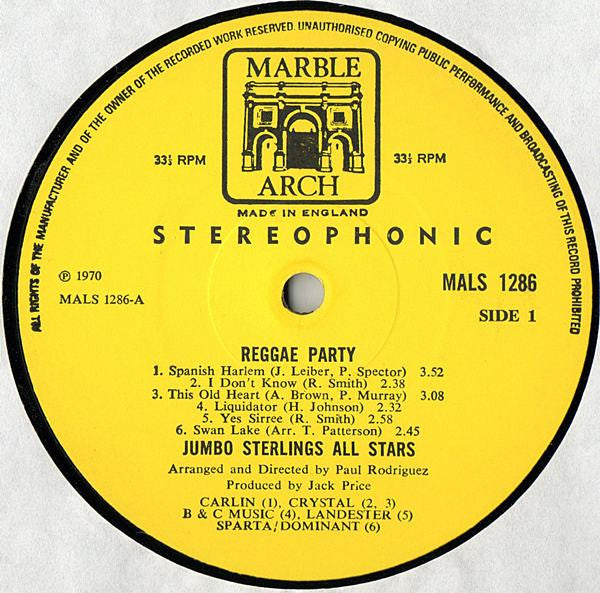 ALL RIGHTS OF THE MANUFACTURER AND OF THE OWNER OF THE RECORDED WORK RESERVED. UNAUTHORISED COPYING PUBLIC PERFORMANCE AND BROADCASTING OF THIS RECORD PROHIBITED
MARBLE
ARCH
33⅓ RPM 33⅓ RPM
MADE IN ENGLAND
STEREOPHONIC
℗ 1970
MALS 1286-A
MALS 1286
SIDE 1
REGGAE PARTY
1. Spanish Harlem (J. Leiber, P. Spector) 3.52
2. I Don't Know (R. Smith) 2.38
3. This Old Heart (A. Brown, P. Murray) 3.08
4. Liquidator (H. Johnson) 2.32
5. Yes Sirree (R. Smith) 2.58
6. Swan Lake (Arr. T. Patterson) 2.45
JUMBO STERLINGS ALL STARS
Arranged and Directed by Paul Rodriguez
Produced by Jack Price
CARLIN (1), CRYSTAL (2, 3)
B & C MUSIC (4), LANDESTER (5)
SPARTA/DOMINANT (6)